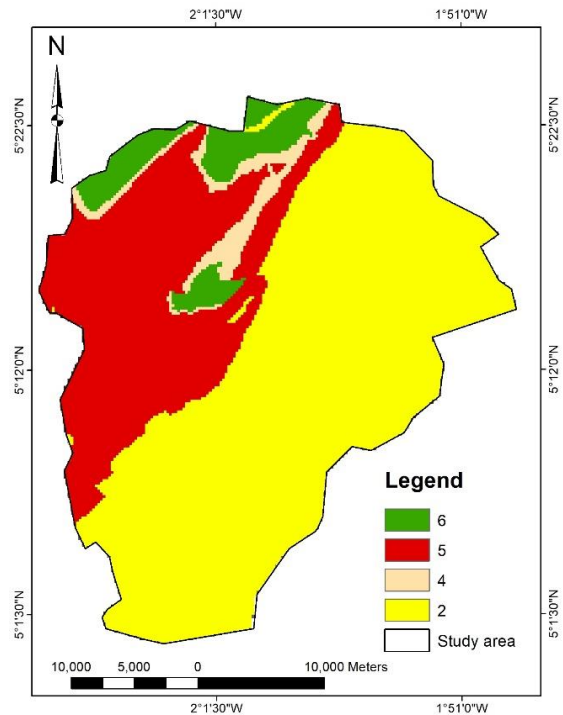 2°1'30"W 1°51'0"W
N
5°22'30"N 5°22'30"N
5°12'0"N 5°12'0"N
Legend
6
5
4
2
Study area
5°1'30"N 5°1'30"N
10,000 5,000 0 10,000 Meters
2°1'30"W 1°51'0"W